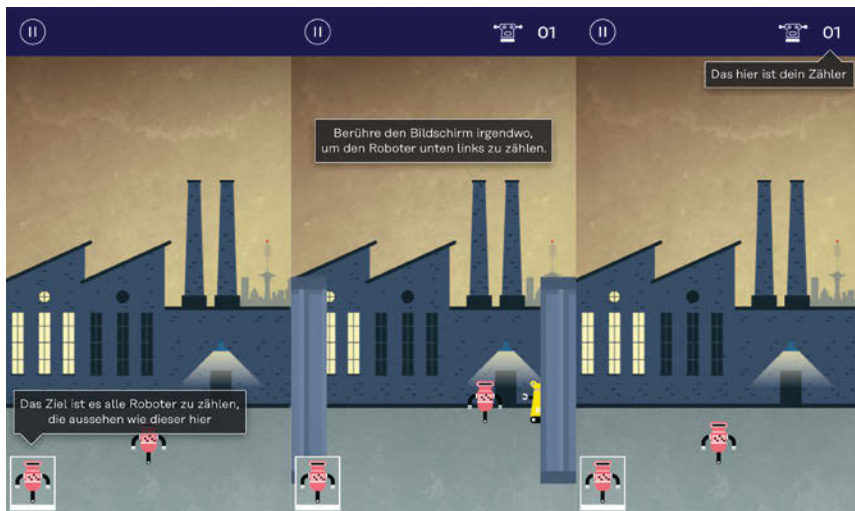 Das Ziel ist es alle Roboter zu zählen,
die aussehen wie dieser hier
01
Berühre den Bildschirm irgendwo,
um den Roboter unten links zu zählen.
01
Das hier ist dein Zähler